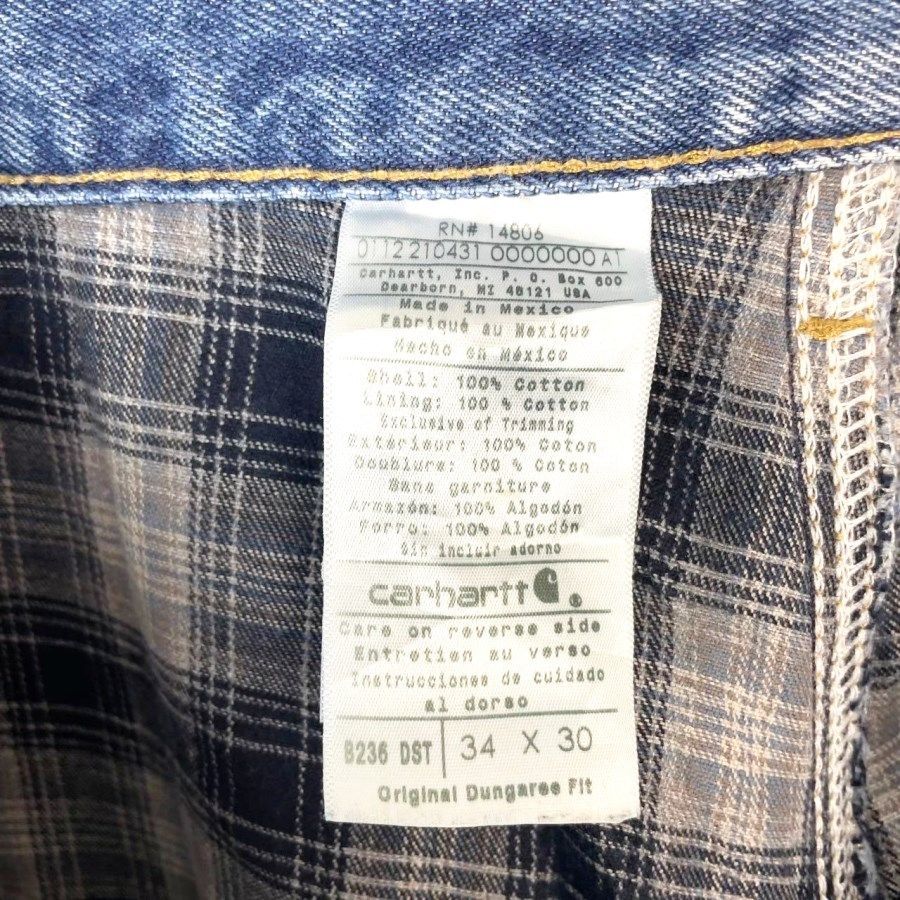 RN# 14806
0112210431 0000000 A1
Carhartt, Inc. P. O. Box 600
Dearborn, MI 48121 USA
Made in Mexico
Fabriqué au Mexique
Hecho en México
Shell: 100% Cotton
Lining: 100 % Cotton
Exclusive of Trimming
Extérieur: 100% Coton
Doublure: 100 % Coton
Sans garniture
Armazón: 100% Algodón
Forro: 100% Algodón
Sin incluir adorno
carhartt
Care on reverse side
Entretien au verso
Instrucciones de cuidado
al dorso
B236 DST 34 X 30
Original Dungaree Fit